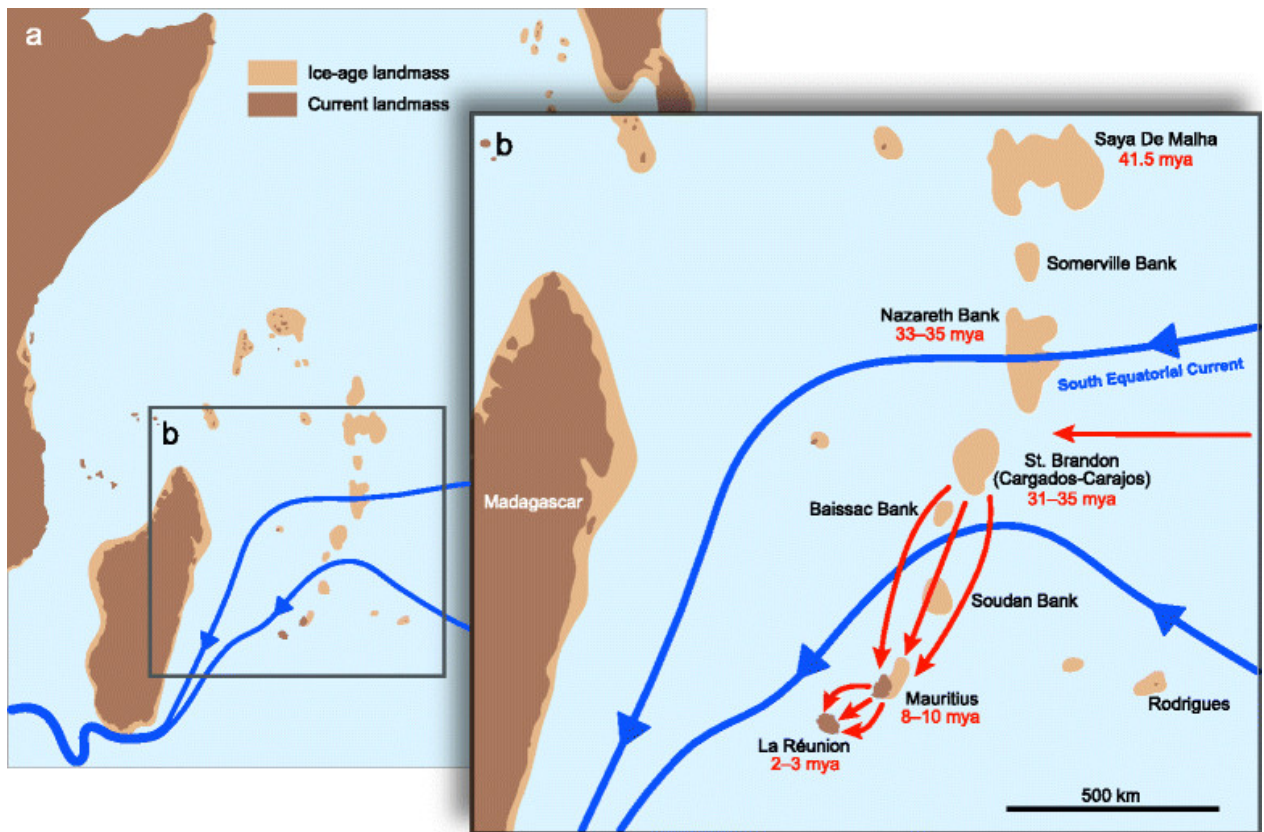 a
Ice-age landmass
Current landmass
b
b
Saya De Malha
41.5 mya
Somerville Bank
Nazareth Bank
33–35 mya
South Equatorial Current
St. Brandon
(Cargados-Carajos)
31–35 mya
Madagascar
Baissac Bank
Soudan Bank
Mauritius
8–10 mya
Rodrigues
La Réunion
2–3 mya
500 km